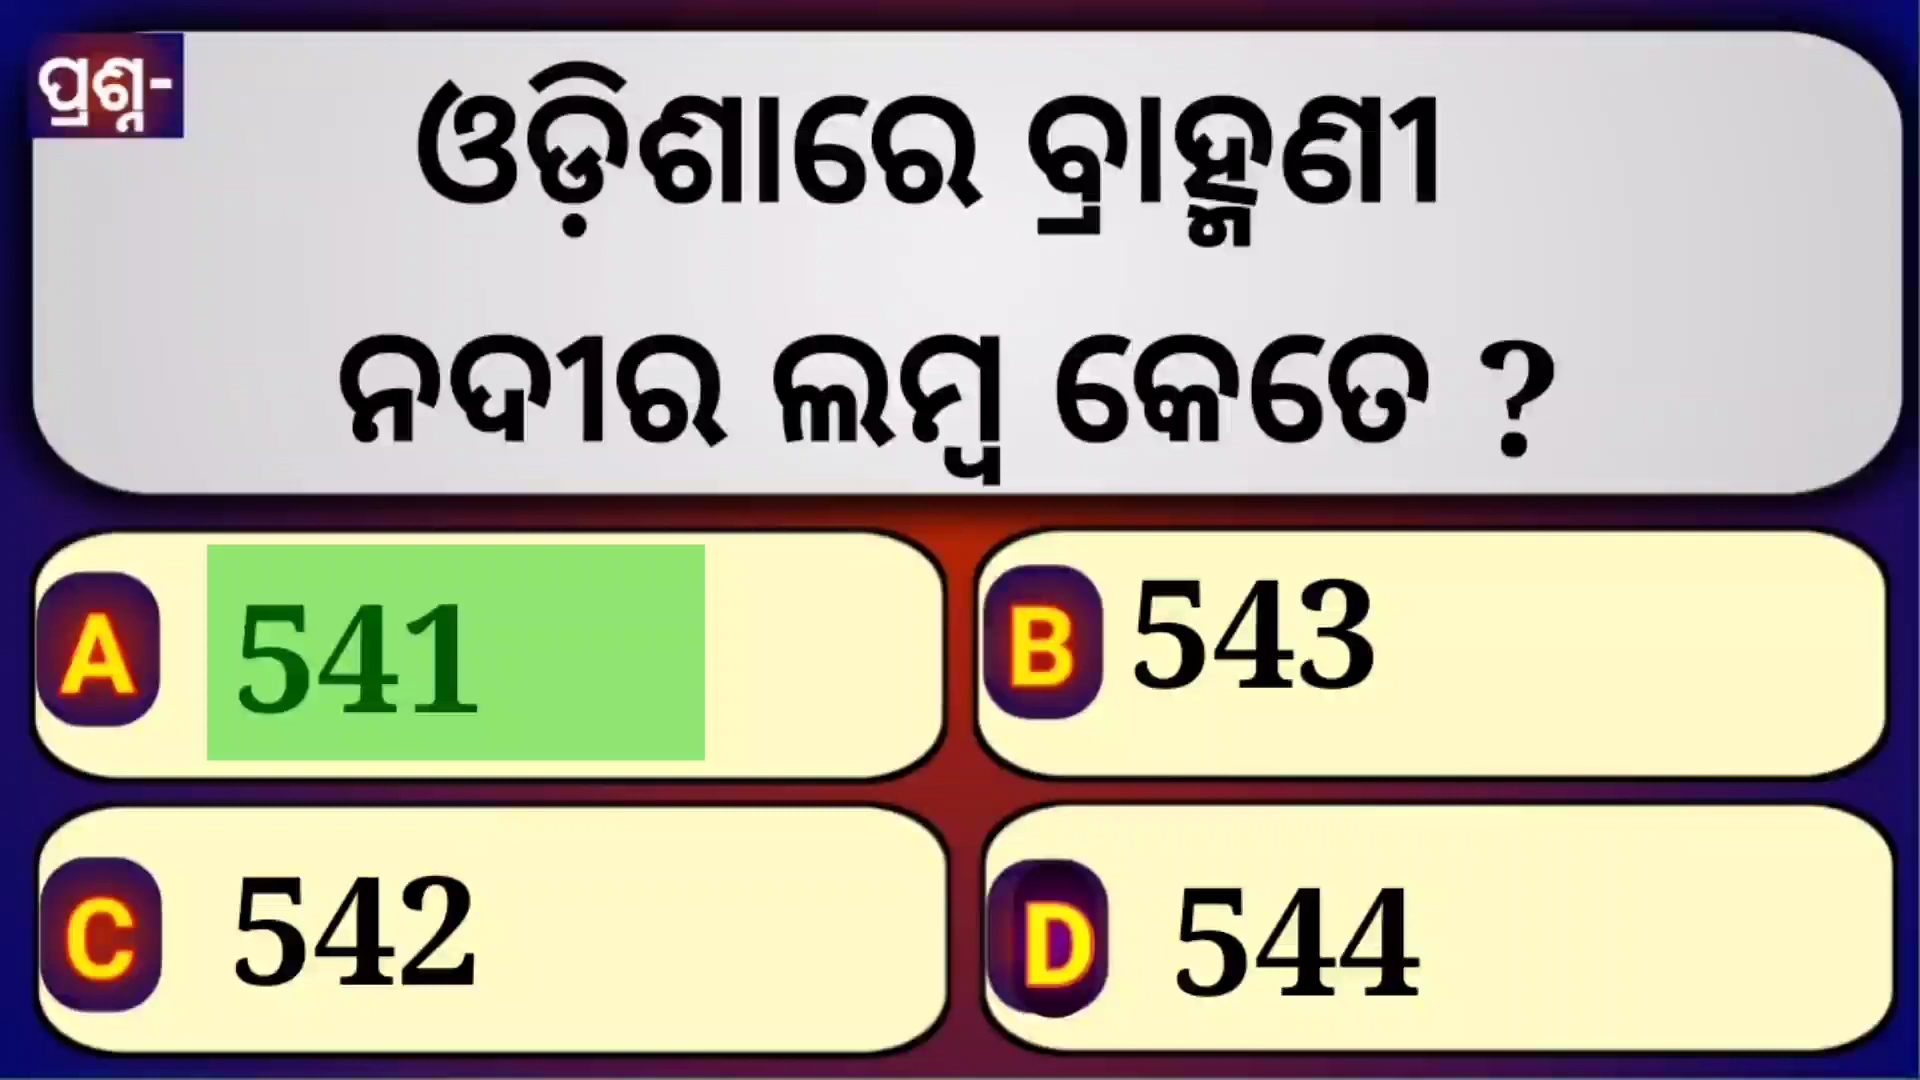 ପ୍ରଶ୍ନ-
ଓଡ଼ିଶାରେ ବ୍ରାହ୍ମଣୀ
ନଦୀର ଲମ୍ବ କେତେ ?
A 541
B 543
C 542
D 544